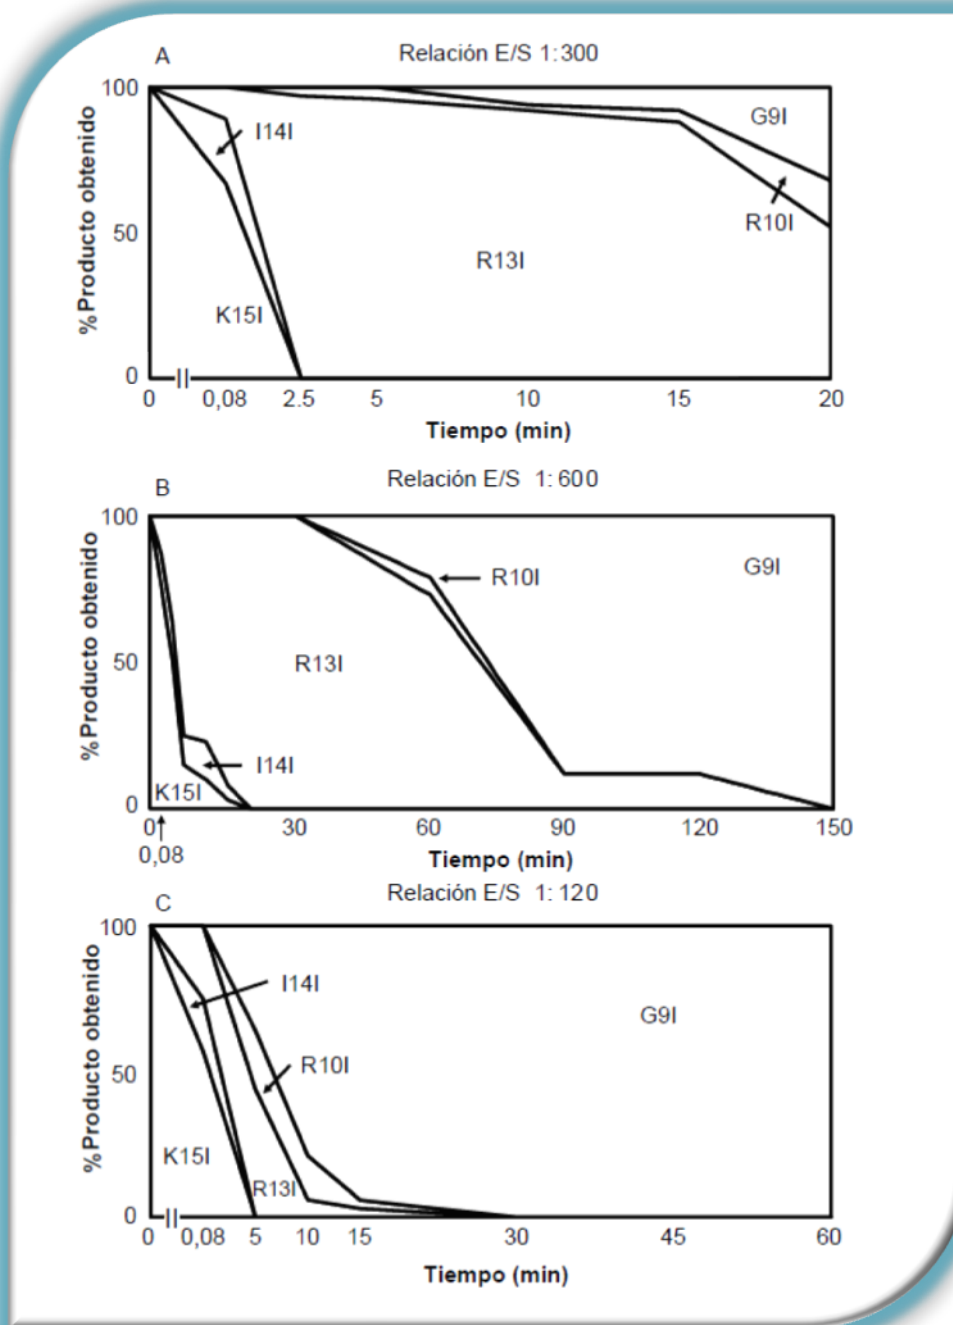 A
Relación E/S 1:300
100
50
0
%Producto obtenido
I14I
K15I
R13I
G9I
R10I
0 0,08 2.5 5 10 15 20
Tiempo (min)
B
Relación E/S 1:600
100
50
0
%Producto obtenido
R10I
G9I
R13I
I14I
K15I
0 30 60 90 120 150
0,08
Tiempo (min)
C
Relación E/S 1:120
100
50
0
%Producto obtenido
I14I
G9I
R10I
K15I
R13I
0 0,08 5 10 15 30 45 60
Tiempo (min)